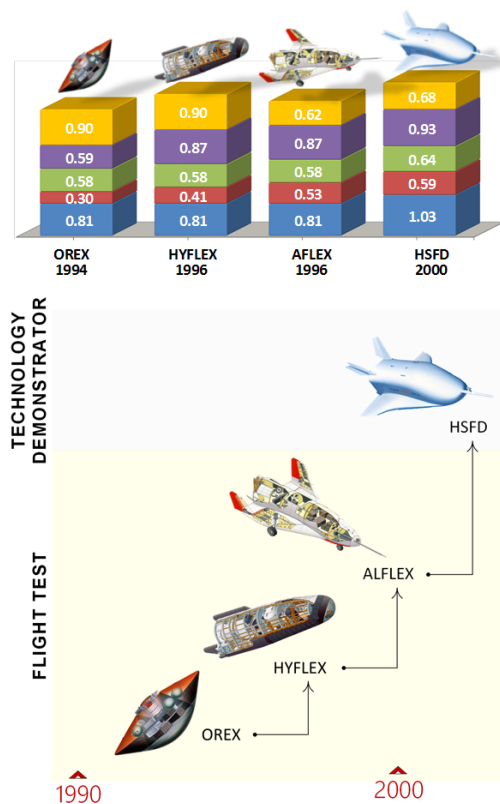 0.90 0.90 0.62 0.68
0.59 0.87 0.87 0.93
0.58 0.58 0.58 0.64
0.30 0.41 0.53 0.59
0.81 0.81 0.81 1.03
OREX HYFLEX AFLEX HSFD
1994 1996 1996 2000
TECHNOLOGY
DEMONSTRATOR
HSFD
FLIGHT TEST
ALFLEX
HYFLEX
OREX
1990 2000